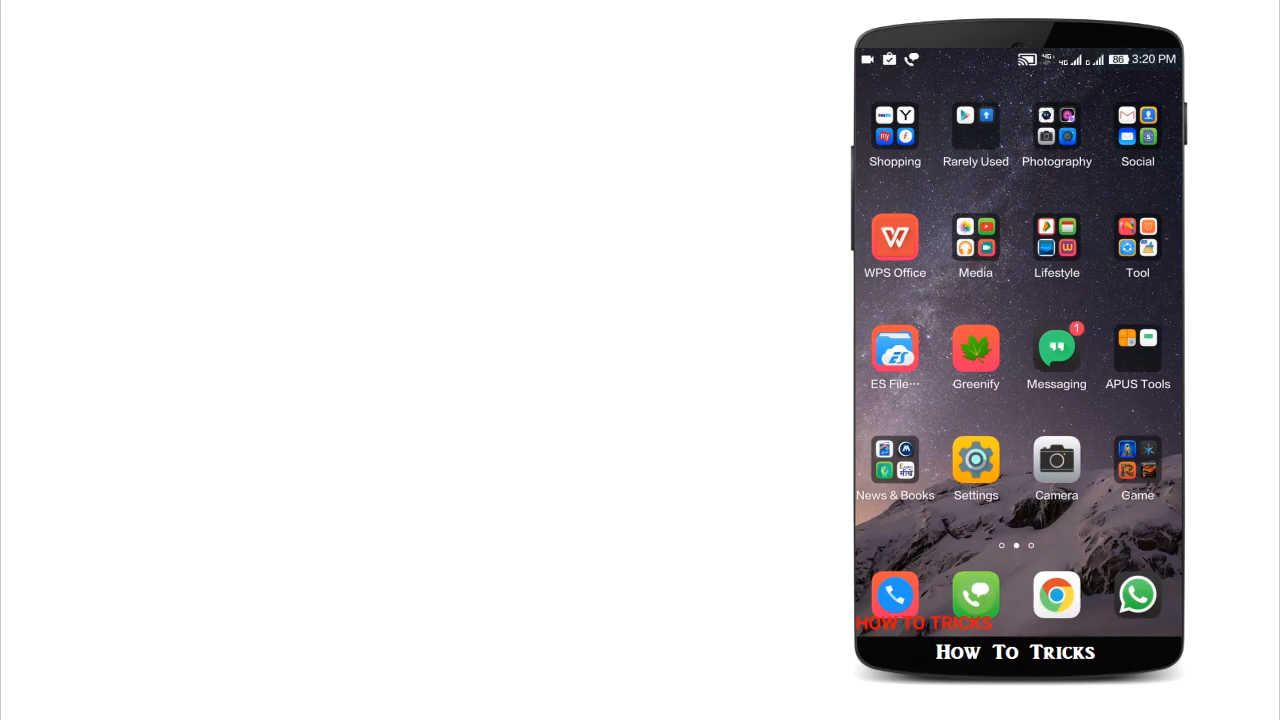 86 3:20 PM
Shopping Rarely Used Photography Social
WPS Office Media Lifestyle Tool
ES File··· Greenify Messaging APUS Tools
1
News & Books Settings Camera Game
HOW TO TRICKS
How To Tricks